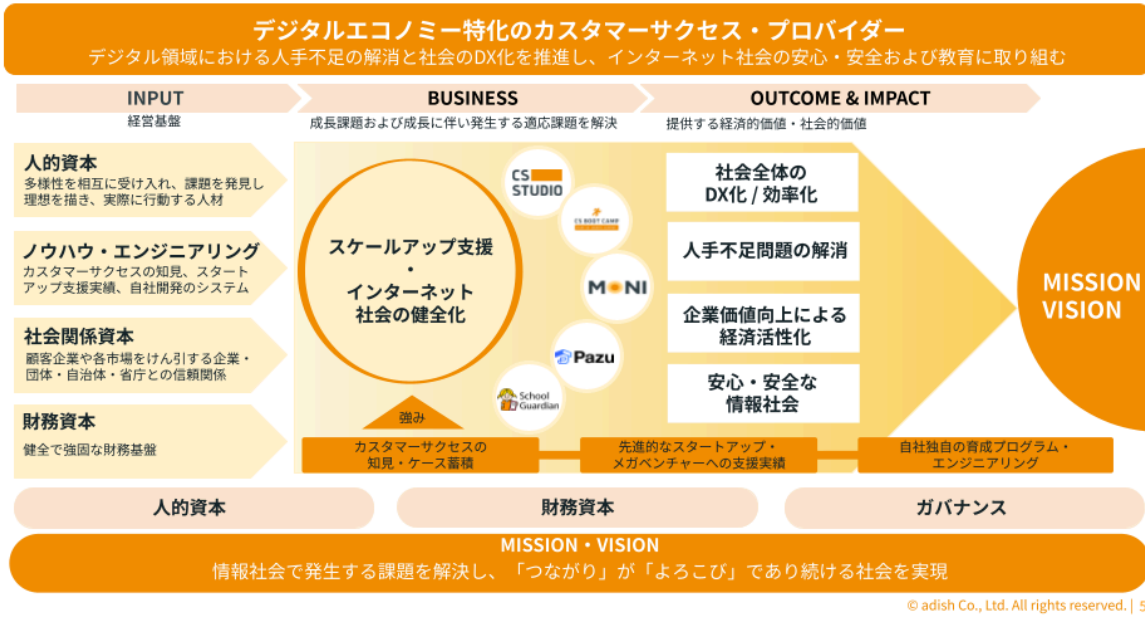 デジタルエコノミー特化のカスタマーサクセス・プロバイダー
デジタル領域における人手不足の解消と社会のDX化を推進し、インターネット社会の安心・安全および教育に取り組む
INPUT
経営基盤
BUSINESS
成長課題および成長に伴い発生する適応課題を解決
OUTCOME & IMPACT
提供する経済的価値・社会的価値
人的資本
多様性を相互に受け入れ、課題を発見し
理想を描き、実際に行動する人材
ノウハウ・エンジニアリング
カスタマーサクセスの知見、スタート
アップ支援実績、自社開発のシステム
社会関係資本
顧客企業や各市場をけん引する企業・
団体・自治体・省庁との信頼関係
財務資本
健全で強固な財務基盤
スケールアップ支援
・
インターネット
社会の健全化
CS
STUDIO
CS BOOT CAMP
MONI
Pazu
School
Guardian
社会全体の
DX化 / 効率化
人手不足問題の解消
企業価値向上による
経済活性化
安心・安全な
情報社会
MISSION
VISION
強み
カスタマーサクセスの
知見・ケース蓄積
先進的なスタートアップ・
メガベンチャーへの支援実績
自社独自の育成プログラム・
エンジニアリング
人的資本
財務資本
ガバナンス
MISSION・VISION
情報社会で発生する課題を解決し、「つながり」が「よろこび」であり続ける社会を実現
© adish Co., Ltd. All rights reserved. | 5